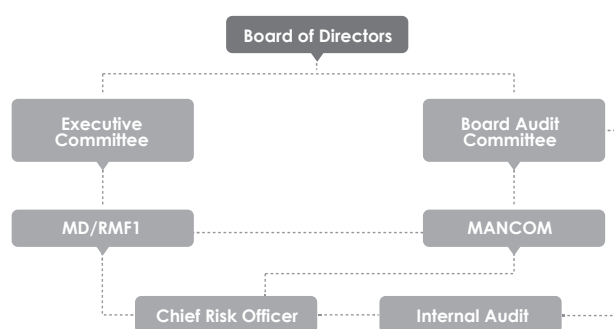 Board of Directors
Executive
Committee
Board Audit
Committee
MD/RMF1
MANCOM
Chief Risk Officer
Internal Audit